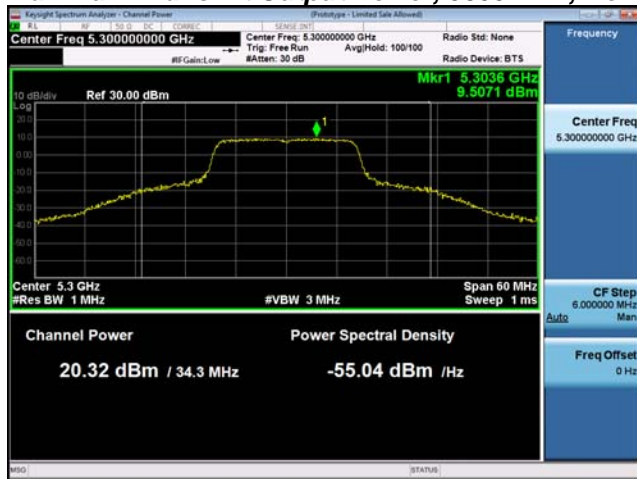 Keysight Spectrum Analyzer - Channel Power (Prototype - Limited Sale Allowed)
RL RF 50 Ω DC CORREC SENSE:INT
Center Freq 5.300000000 GHz
#IFGain:Low
Center Freq: 5.300000000 GHz
Trig: Free Run Avg|Hold: 100/100
#Atten: 30 dB
Radio Std: None
Radio Device: BTS
Mkr1 5.3036 GHz
9.5071 dBm
10 dB/div Ref 30.00 dBm
Log
20.0
10.0
0.00
-10.0
-20.0
-30.0
-40.0
-50.0
-60.0
1
Center 5.3 GHz Span 60 MHz
#Res BW 1 MHz #VBW 3 MHz Sweep 1 ms
Channel Power Power Spectral Density
20.32 dBm / 34.3 MHz -55.04 dBm /Hz
Frequency
Center Freq
5.300000000 GHz
CF Step
6.000000 MHz
Auto Man
Freq Offset
0 Hz
MSG STATUS